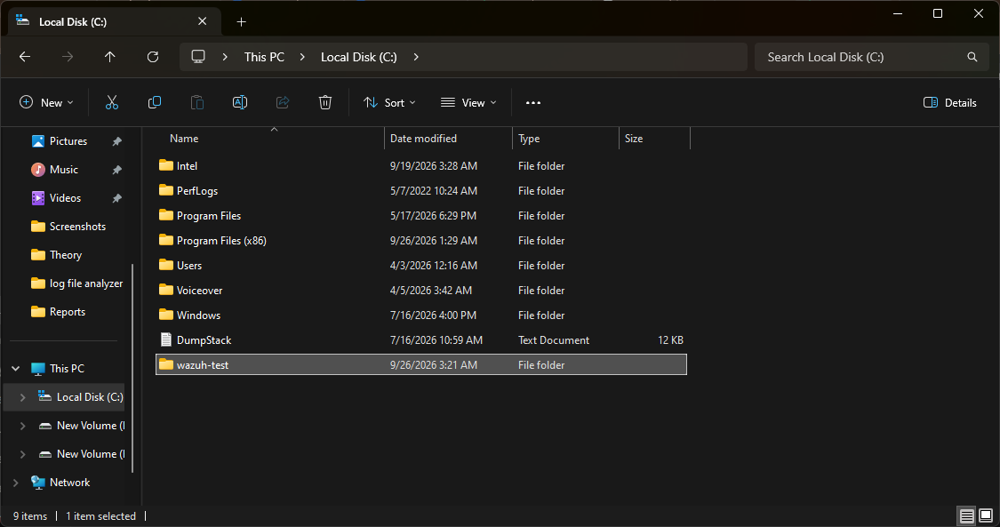 Local Disk (C:)
This PC Local Disk (C:) Search Local Disk (C:)
New Sort View Details
Pictures
Music
Videos
Screenshots
Theory
log file analyzer
Reports
This PC
Local Disk (C:)
New Volume (
New Volume (
Network
Name Date modified Type Size
Intel 9/19/2026 3:28 AM File folder
PerfLogs 5/7/2022 10:24 AM File folder
Program Files 5/17/2026 6:29 PM File folder
Program Files (x86) 9/26/2026 1:29 AM File folder
Users 4/3/2026 12:16 AM File folder
Voiceover 4/5/2026 3:42 AM File folder
Windows 7/16/2026 4:00 PM File folder
DumpStack 7/16/2026 10:59 AM Text Document 12 KB
wazuh-test 9/26/2026 3:21 AM File folder
9 items 1 item selected